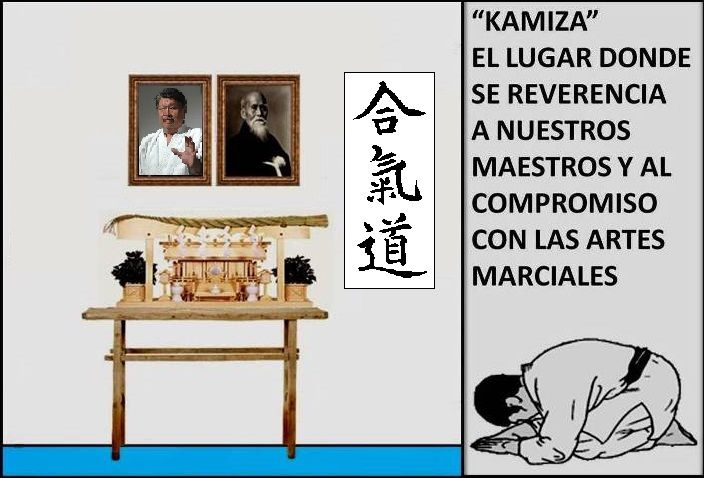 “KAMIZA”
EL LUGAR DONDE
SE REVERENCIA
A NUESTROS
MAESTROS Y AL
COMPROMISO
CON LAS ARTES
MARCIALES
合氣道